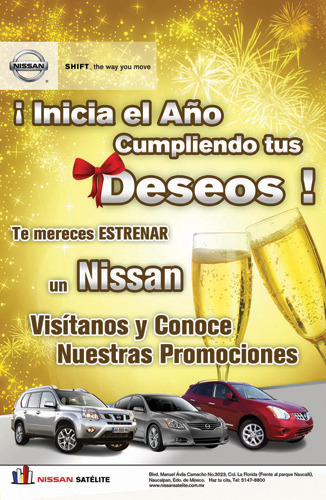 NISSAN
SHIFT_the way you move
¡ Inicia el Año
Cumpliendo tus
Deseos !
Te mereces ESTRENAR
un Nissan
Visítanos y Conoce
Nuestras Promociones
NISSAN SATÉLITE
Blvd. Manuel Ávila Camacho No.3023, Col. La Florida (Frente al parque Naucalli),
Naucalpan, Edo. de México. Haz tu cita, Tel: 5147-8800
www.nissansatelite.com.mx